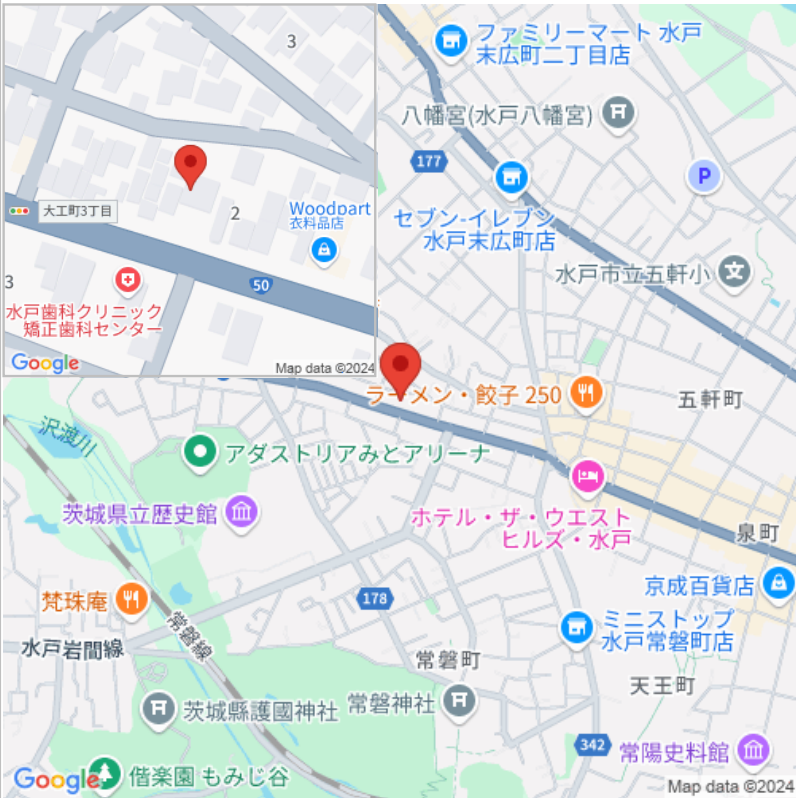 3
大工町3丁目
2
Woodpart
衣料品店
3
50
水戸歯科クリニック
矯正歯科センター
Google
Map data ©2024
ファミリーマート 水戸
末広町二丁目店
八幡宮(水戸八幡宮)
177
P
セブン-イレブン
水戸末広町店
水戸市立五軒小
文
ラーメン・餃子 250
五軒町
沢渡川
アダストリアみとアリーナ
茨城県立歴史館
ホテル・ザ・ウエスト
ヒルズ・水戸
泉町
京成百貨店
梵珠庵
178
ミニストップ
水戸常磐町店
水戸岩間線
常磐線
常磐町
天王町
茨城縣護國神社
常磐神社
342
常陽史料館
Google
偕楽園 もみじ谷
Map data ©2024